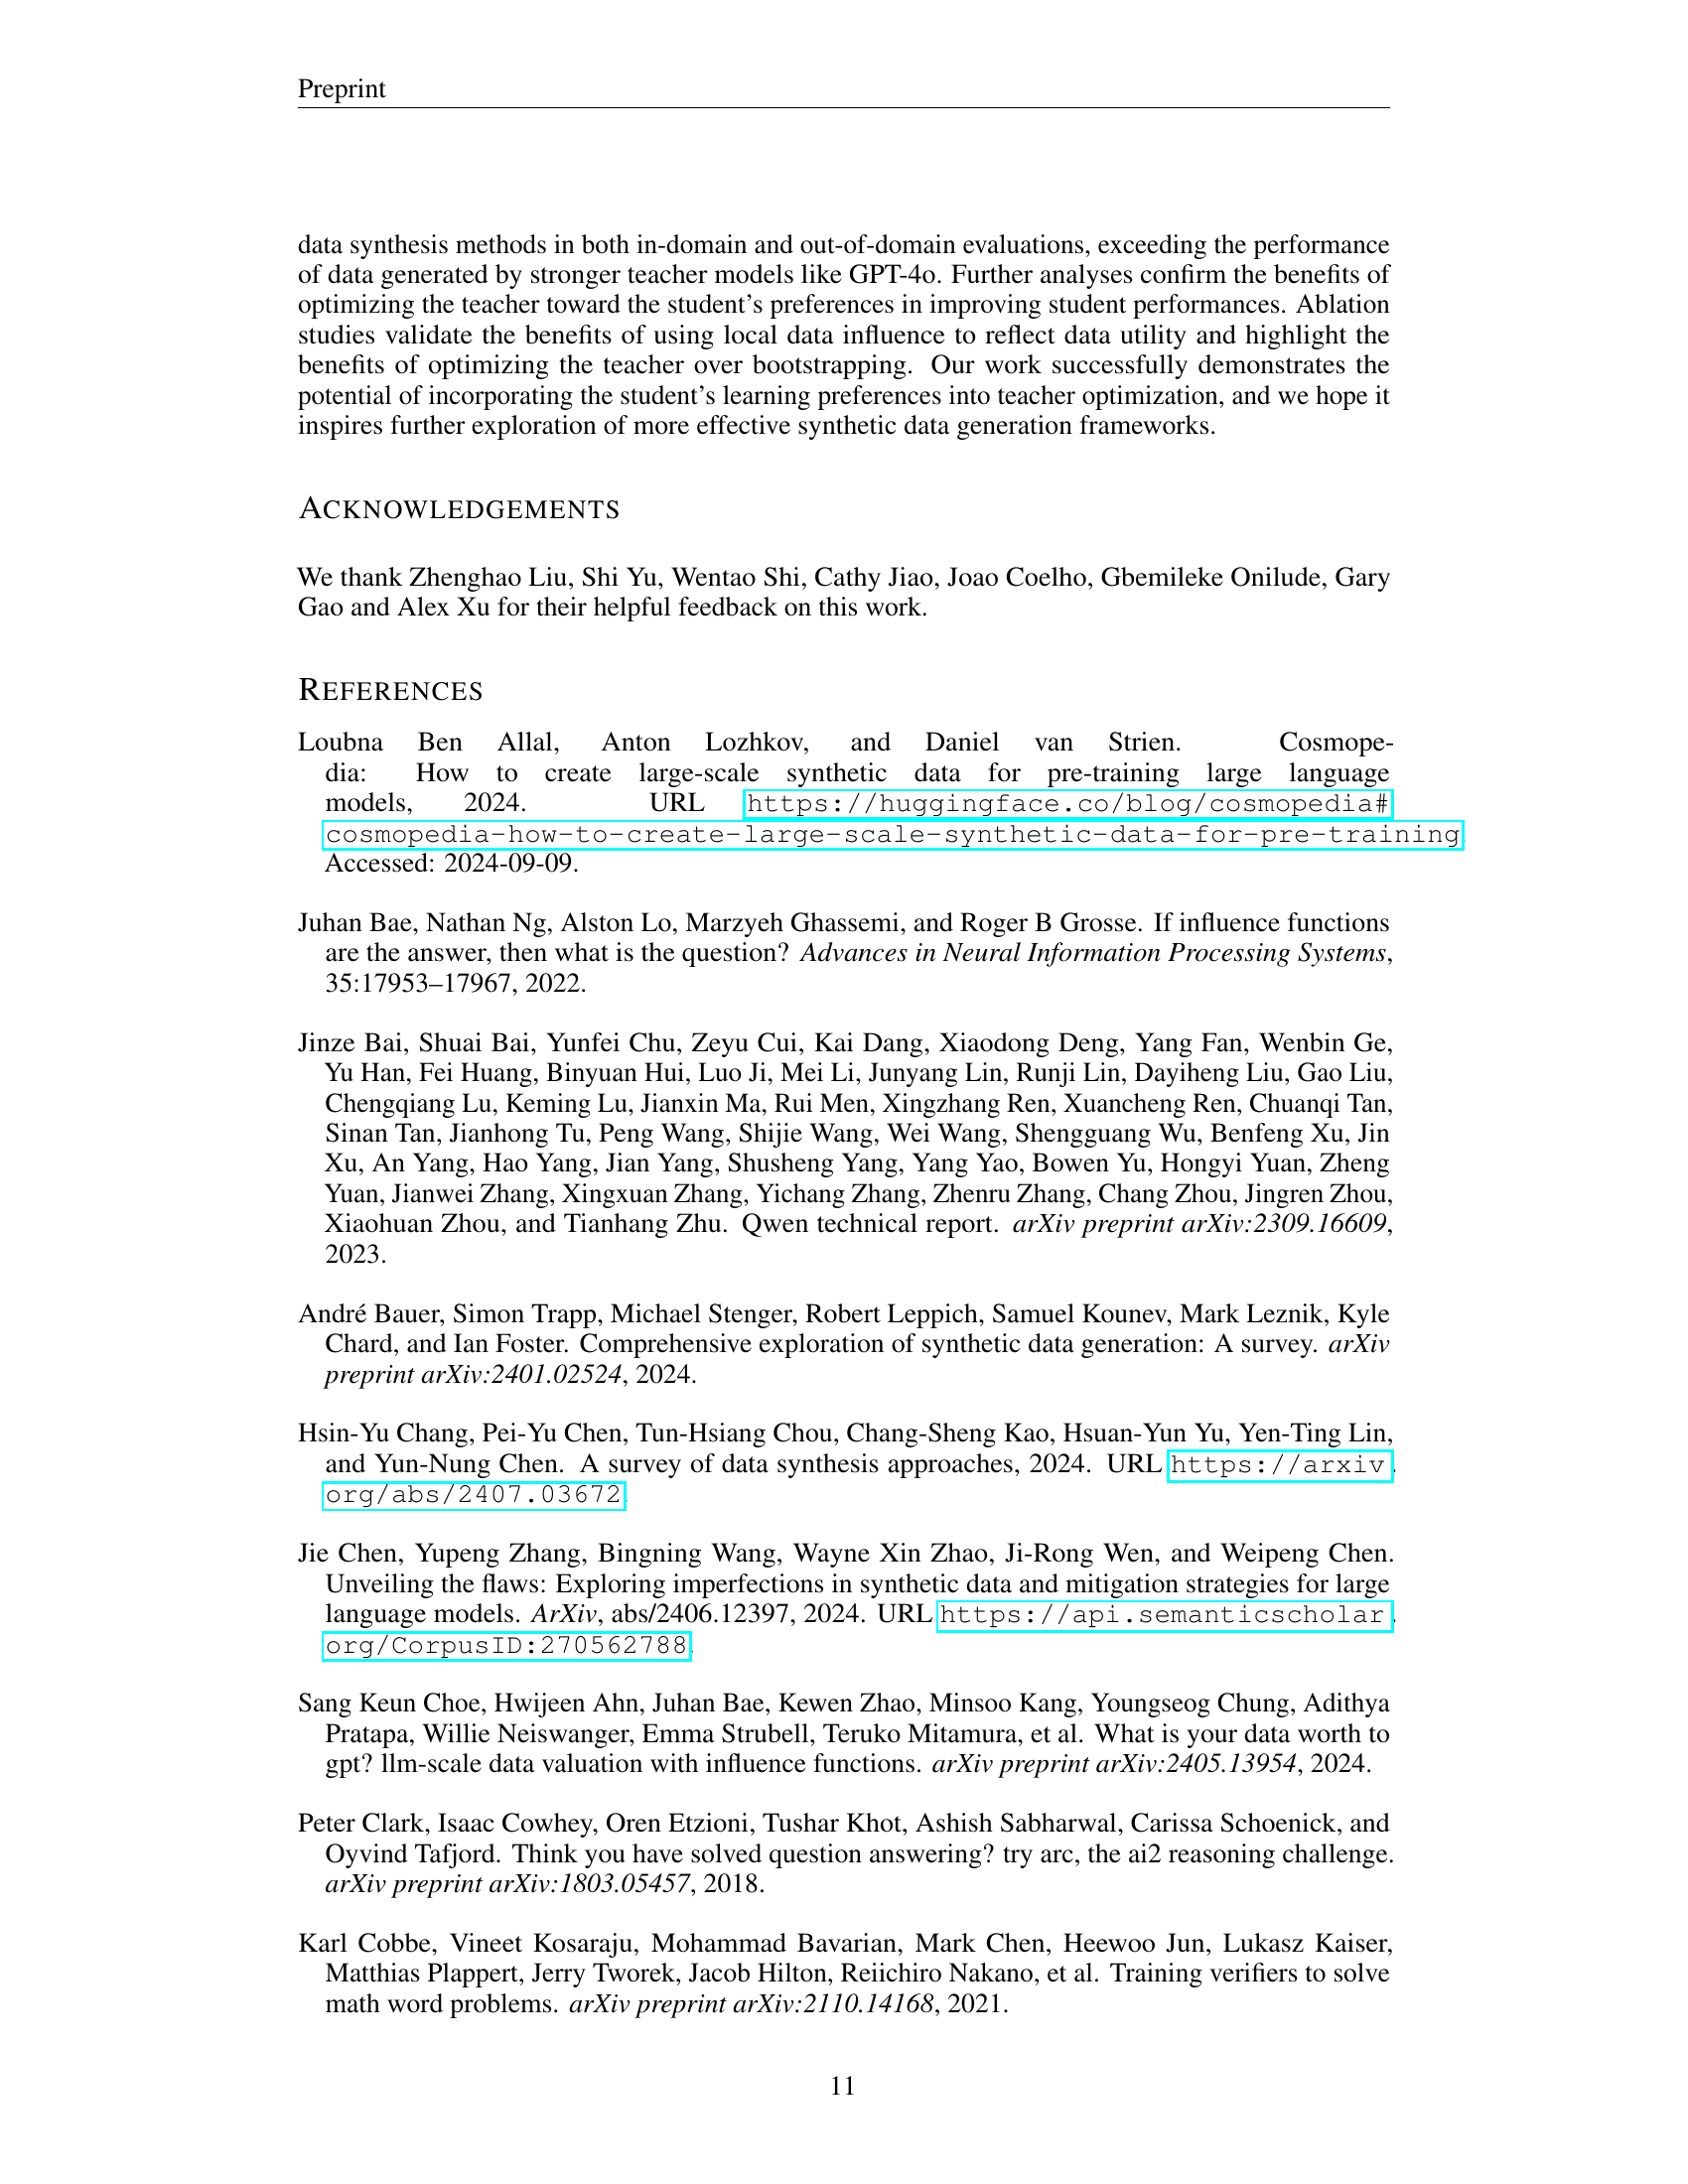 Preprint
data synthesis methods in both in-domain and out-of-domain evaluations, exceeding the performance
of data generated by stronger teacher models like GPT-4o. Further analyses confirm the benefits of
optimizing the teacher toward the student's preferences in improving student performances. Ablation
studies validate the benefits of using local data influence to reflect data utility and highlight the
benefits of optimizing the teacher over bootstrapping. Our work successfully demonstrates the
potential of incorporating the student's learning preferences into teacher optimization, and we hope it
inspires further exploration of more effective synthetic data generation frameworks.
ACKNOWLEDGEMENTS
We thank Zhenghao Liu, Shi Yu, Wentao Shi, Cathy Jiao, Joao Coelho, Gbemileke Onilude, Gary
Gao and Alex Xu for their helpful feedback on this work.
REFERENCES
Loubna Ben Allal, Anton Lozhkov, and Daniel van Strien. Cosmope-
dia: How to create large-scale synthetic data for pre-training large language
models, 2024. URL https://huggingface.co/blog/cosmopedia#
cosmopedia-how-to-create-large-scale-synthetic-data-for-pre-training
Accessed: 2024-09-09.
Juhan Bae, Nathan Ng, Alston Lo, Marzyeh Ghassemi, and Roger B Grosse. If influence functions
are the answer, then what is the question? Advances in Neural Information Processing Systems,
35:17953–17967, 2022.
Jinze Bai, Shuai Bai, Yunfei Chu, Zeyu Cui, Kai Dang, Xiaodong Deng, Yang Fan, Wenbin Ge,
Yu Han, Fei Huang, Binyuan Hui, Luo Ji, Mei Li, Junyang Lin, Runji Lin, Dayiheng Liu, Gao Liu,
Chengqiang Lu, Keming Lu, Jianxin Ma, Rui Men, Xingzhang Ren, Xuancheng Ren, Chuanqi Tan,
Sinan Tan, Jianhong Tu, Peng Wang, Shijie Wang, Wei Wang, Shengguang Wu, Benfeng Xu, Jin
Xu, An Yang, Hao Yang, Jian Yang, Shusheng Yang, Yang Yao, Bowen Yu, Hongyi Yuan, Zheng
Yuan, Jianwei Zhang, Xingxuan Zhang, Yichang Zhang, Zhenru Zhang, Chang Zhou, Jingren Zhou,
Xiaohuan Zhou, and Tianhang Zhu. Qwen technical report. arXiv preprint arXiv:2309.16609,
2023.
André Bauer, Simon Trapp, Michael Stenger, Robert Leppich, Samuel Kounev, Mark Leznik, Kyle
Chard, and Ian Foster. Comprehensive exploration of synthetic data generation: A survey. arXiv
preprint arXiv:2401.02524, 2024.
Hsin-Yu Chang, Pei-Yu Chen, Tun-Hsiang Chou, Chang-Sheng Kao, Hsuan-Yun Yu, Yen-Ting Lin,
and Yun-Nung Chen. A survey of data synthesis approaches, 2024. URL https://arxiv.
org/abs/2407.03672
Jie Chen, Yupeng Zhang, Bingning Wang, Wayne Xin Zhao, Ji-Rong Wen, and Weipeng Chen.
Unveiling the flaws: Exploring imperfections in synthetic data and mitigation strategies for large
language models. ArXiv, abs/2406.12397, 2024. URL https://api.semanticscholar.
org/CorpusID:270562788.
Sang Keun Choe, Hwijeen Ahn, Juhan Bae, Kewen Zhao, Minsoo Kang, Youngseog Chung, Adithya
Pratapa, Willie Neiswanger, Emma Strubell, Teruko Mitamura, et al. What is your data worth to
gpt? llm-scale data valuation with influence functions. arXiv preprint arXiv:2405.13954, 2024.
Peter Clark, Isaac Cowhey, Oren Etzioni, Tushar Khot, Ashish Sabharwal, Carissa Schoenick, and
Oyvind Tafjord. Think you have solved question answering? try arc, the ai2 reasoning challenge.
arXiv preprint arXiv:1803.05457, 2018.
Karl Cobbe, Vineet Kosaraju, Mohammad Bavarian, Mark Chen, Heewoo Jun, Lukasz Kaiser,
Matthias Plappert, Jerry Tworek, Jacob Hilton, Reiichiro Nakano, et al. Training verifiers to solve
math word problems. arXiv preprint arXiv:2110.14168, 2021.
11